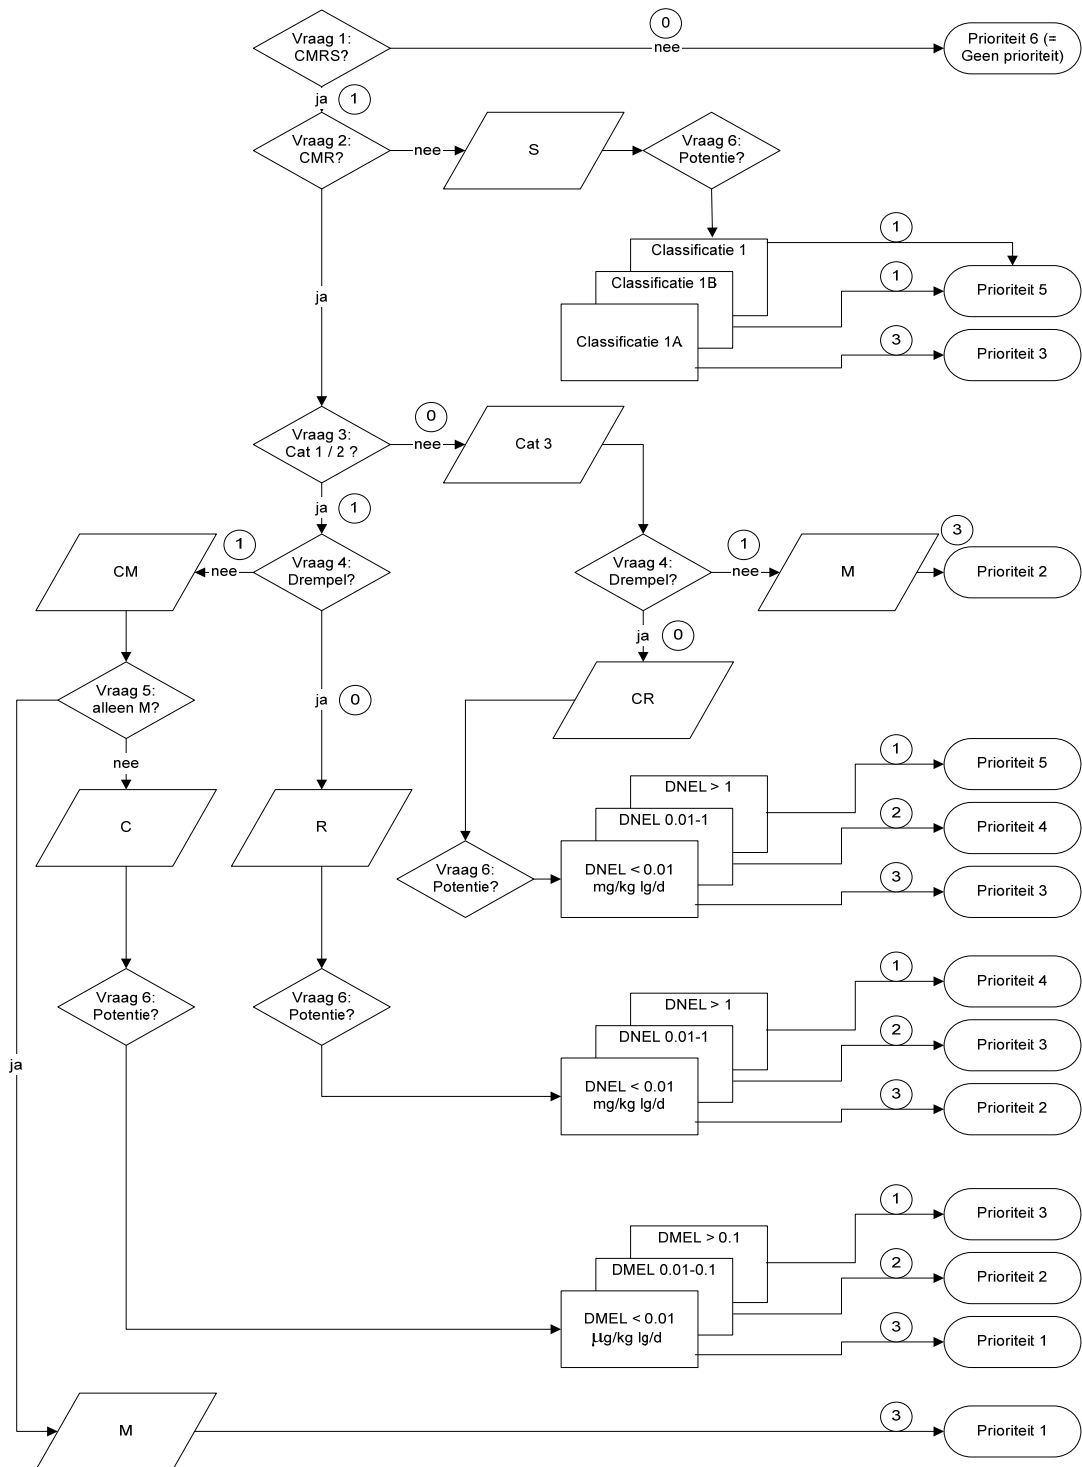 0
Vraag 1:
CMRS?
nee
Prioriteit 6 (=
Geen prioriteit)
ja
1
Vraag 2:
CMR?
nee
S
Vraag 6:
Potentie?
ja
Classificatie 1
1
Classificatie 1B
1
Prioriteit 5
Classificatie 1A
3
Prioriteit 3
Vraag 3:
Cat 1 / 2 ?
0
nee
Cat 3
ja
1
CM
1
nee
Vraag 4:
Drempel?
Vraag 4:
Drempel?
1
nee
M
3
Prioriteit 2
ja
0
Vraag 5:
alleen M?
ja
0
CR
nee
C
R
Vraag 6:
Potentie?
DNEL > 1
1
Prioriteit 5
DNEL 0.01-1
2
Prioriteit 4
DNEL < 0.01
mg/kg lg/d
3
Prioriteit 3
Vraag 6:
Potentie?
Vraag 6:
Potentie?
DNEL > 1
1
Prioriteit 4
DNEL 0.01-1
2
Prioriteit 3
DNEL < 0.01
mg/kg lg/d
3
Prioriteit 2
ja
DMEL > 0.1
1
Prioriteit 3
DMEL 0.01-0.1
2
Prioriteit 2
DMEL < 0.01
µg/kg lg/d
3
Prioriteit 1
M
3
Prioriteit 1